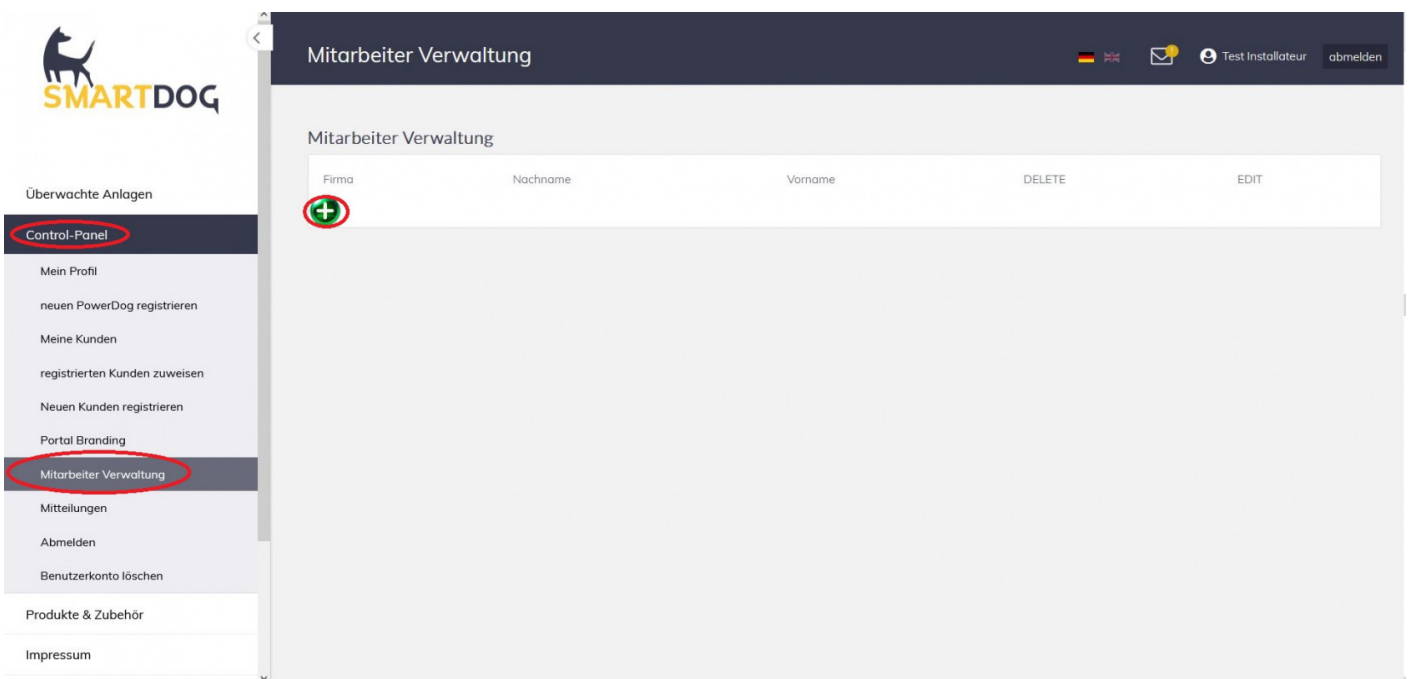 SMARTDOG
Mitarbeiter Verwaltung
Test Installateur
abmelden
Überwachte Anlagen
Control-Panel
Mein Profil
neuen PowerDog registrieren
Meine Kunden
registrierten Kunden zuweisen
Neuen Kunden registrieren
Portal Branding
Mitarbeiter Verwaltung
Mitteilungen
Abmelden
Benutzerkonto löschen
Produkte & Zubehör
Impressum
Mitarbeiter Verwaltung
Firma Nachname Vorname DELETE EDIT